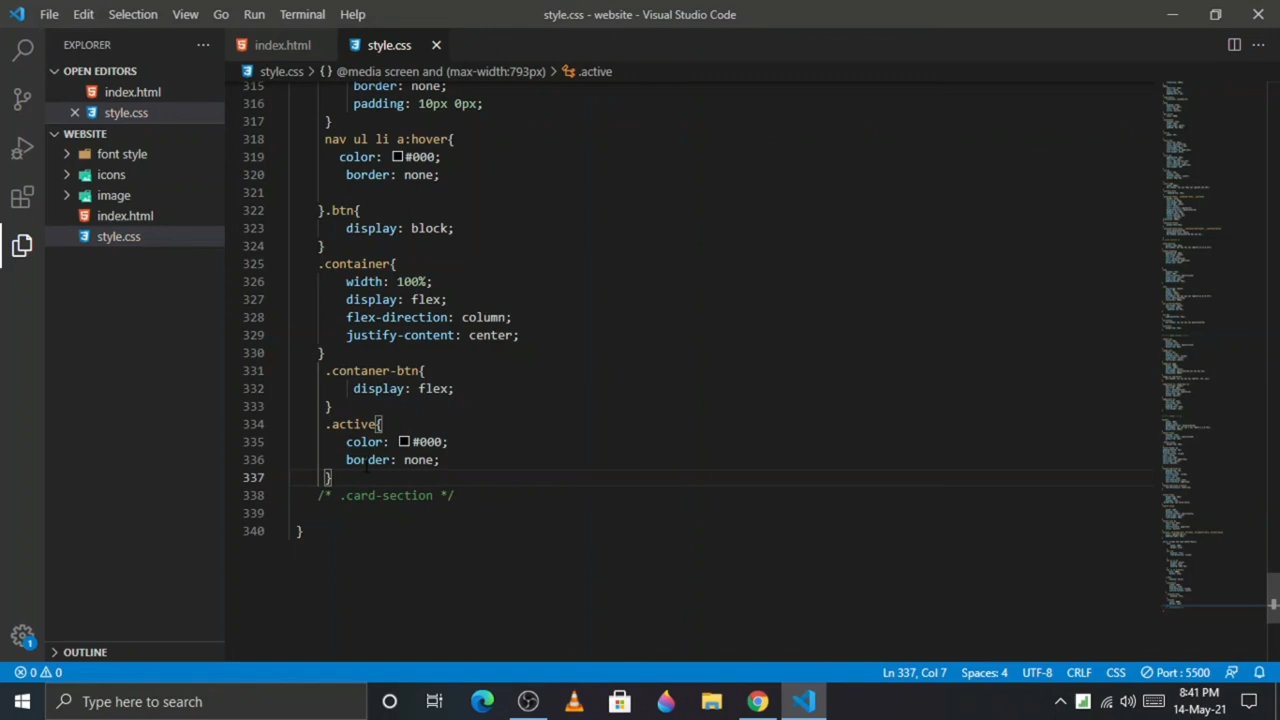 File Edit Selection View Go Run Terminal Help
style.css - website - Visual Studio Code
EXPLORER
index.html
style.css
OPEN EDITORS
style.css > {} @media screen and (max-width:793px) > .active
index.html
style.css
WEBSITE
font style
icons
image
index.html
style.css
315 border: none;
316 padding: 10px 0px;
317 }
318 nav ul li a:hover{
319 color: #000;
320 border: none;
321
322 }.btn{
323 display: block;
324 }
325 .container{
326 width: 100%;
327 display: flex;
328 flex-direction: column;
329 justify-content: center;
330 }
331 .contaner-btn{
332 display: flex;
333 }
334 .active{
335 color: #000;
336 border: none;
337 }
338 /* .card-section */
339
340 }
OUTLINE
1
0 0 Ln 337, Col 7 Spaces: 4 UTF-8 CRLF CSS Port : 5500
Type here to search
8:41 PM
14-May-21